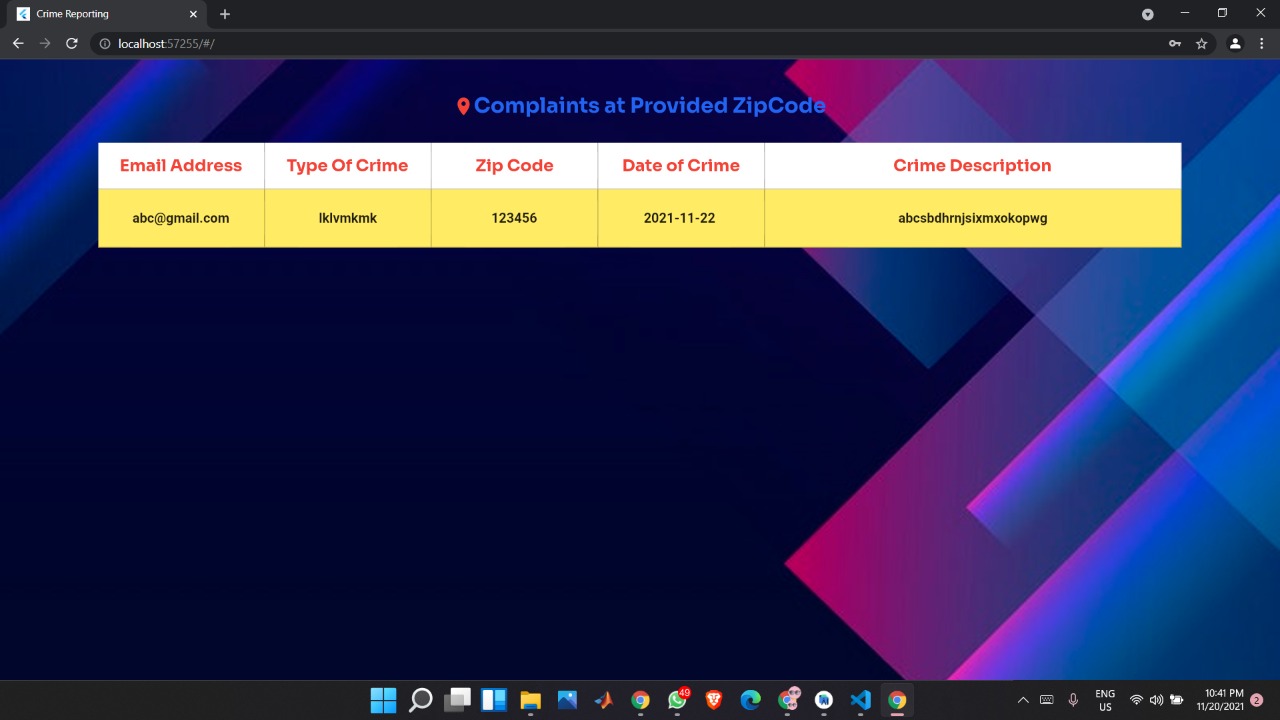 Crime Reporting
localhost:57255/#/
Complaints at Provided ZipCode
Email Address Type Of Crime Zip Code Date of Crime Crime Description
abc@gmail.com lklvmkmk 123456 2021-11-22 abcsbdhrnjsixmxokopwg
49
ENG
US
10:41 PM
11/20/2021
2